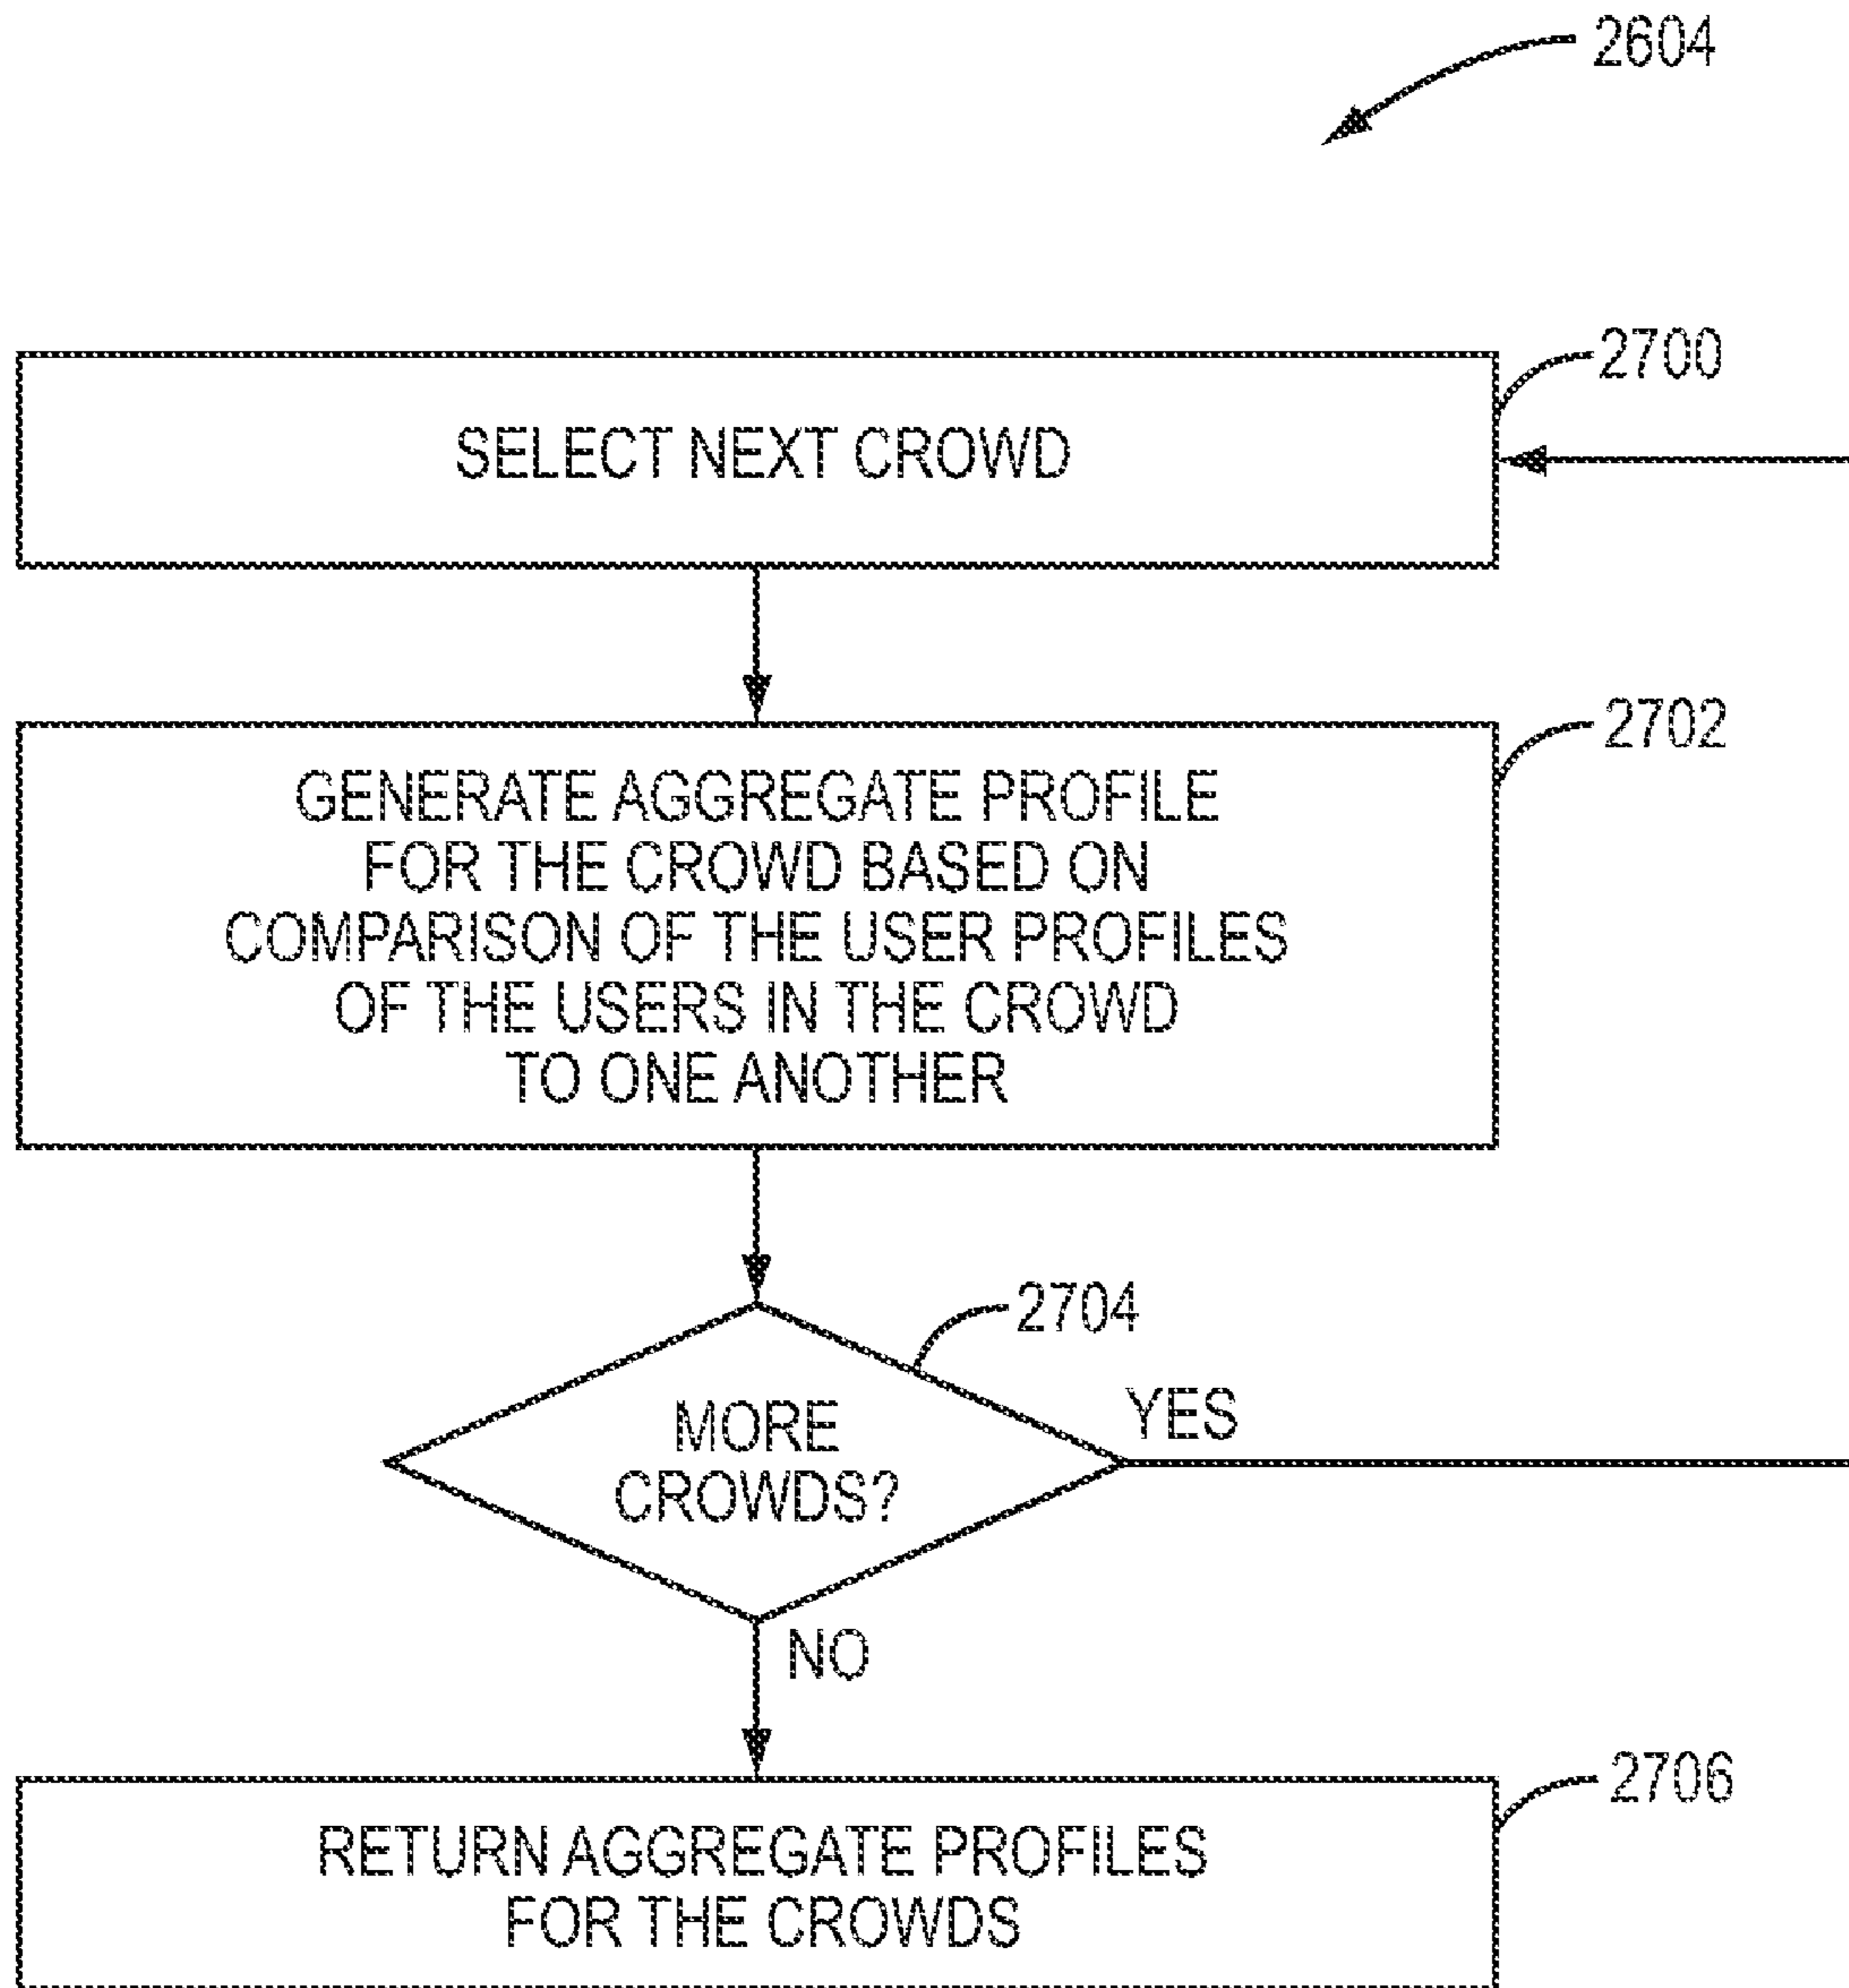 2604
2700
SELECT NEXT CROWD
2702
GENERATE AGGREGATE PROFILE
FOR THE CROWD BASED ON
COMPARISON OF THE USER PROFILES
OF THE USERS IN THE CROWD
TO ONE ANOTHER
2704
MORE
CROWDS?
YES
NO
2706
RETURN AGGREGATE PROFILES
FOR THE CROWDS